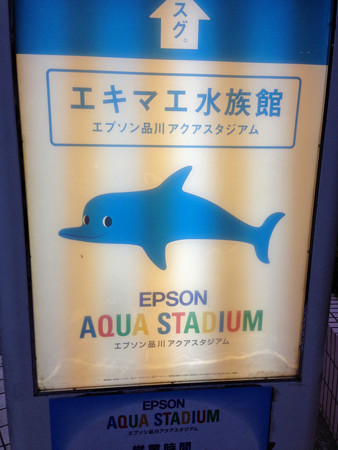 スグ。
エキマエ水族館
エプソン品川 アクアスタジアム
EPSON
AQUA STADIUM
エプソン品川 アクアスタジアム
EPSON
AQUA STADIUM
エプソン品川 アクアスタジアム
営業時間